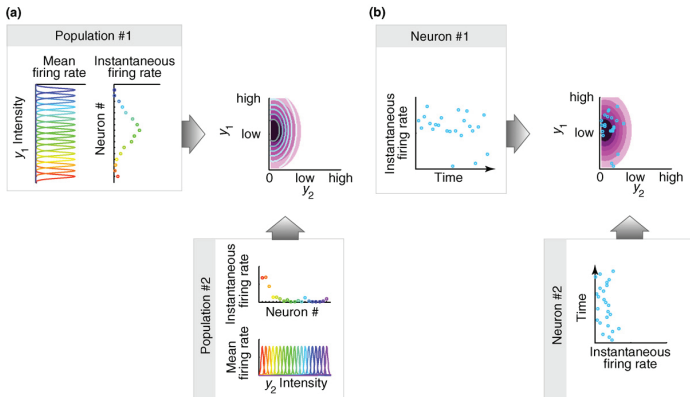 (a)
Population #1
Mean
firing rate
Instantaneous
firing rate
y1 Intensity
Neuron #
high
y1
low
0
0 low high
y2
Population #2
Instantaneous
firing rate
Neuron #
Mean
firing rate
y2 Intensity
(b)
Neuron #1
Instantaneous
firing rate
Time
high
y1
low
0
0 low high
y2
Neuron #2
Time
Instantaneous
firing rate